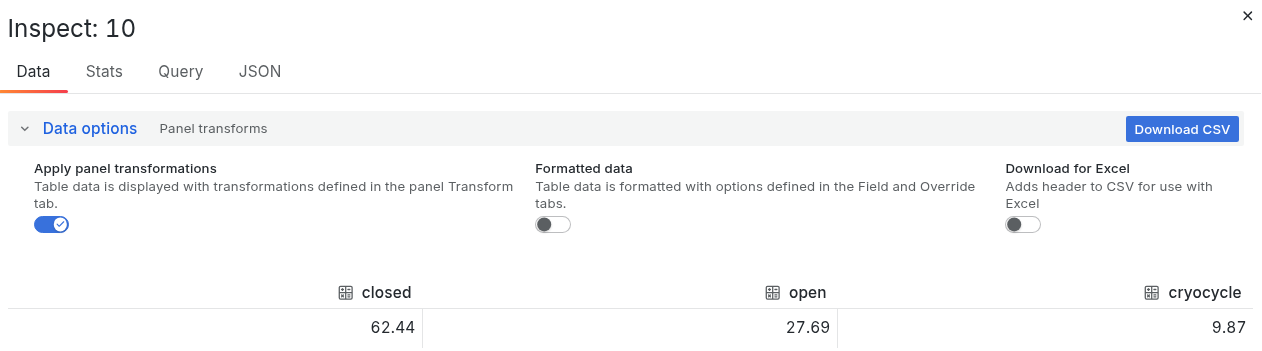 Inspect: 10
Data Stats Query JSON
Data options Panel transforms Download CSV
Apply panel transformations Formatted data Download for Excel
Table data is displayed with transformations defined in the panel Transform Table data is formatted with options defined in the Field and Override Adds header to CSV for use with
tab. tabs. Excel
closed open cryocycle
62.44 27.69 9.87